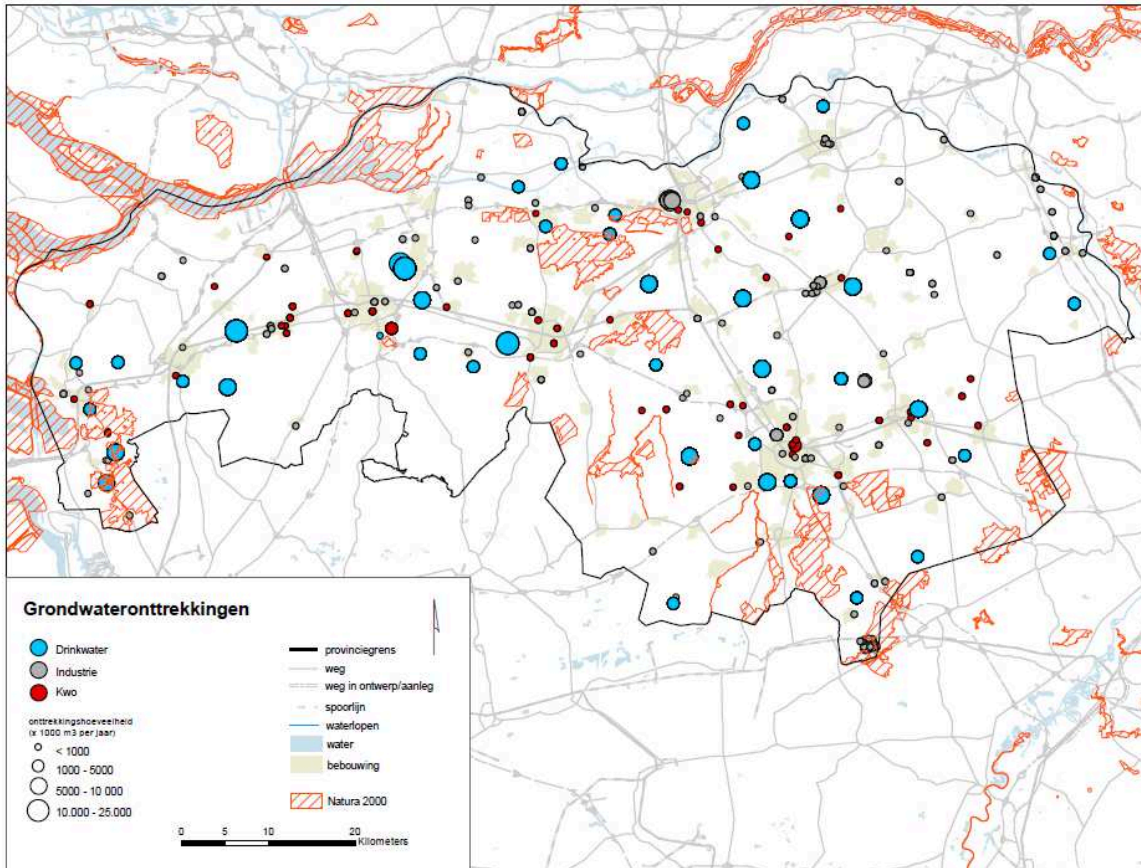 Grondwateronttrekkingen
Drinkwater
Industrie
Kwo
onttrekkingshoeveelheid
(x 1000 m3 per jaar)
< 1000
1000 - 5000
5000 - 10 000
10.000 - 25.000
provinciegrens
weg
weg in ontwerp/aanleg
spoorlijn
waterlopen
water
bebouwing
Natura 2000
0 5 10 20
Kilometers